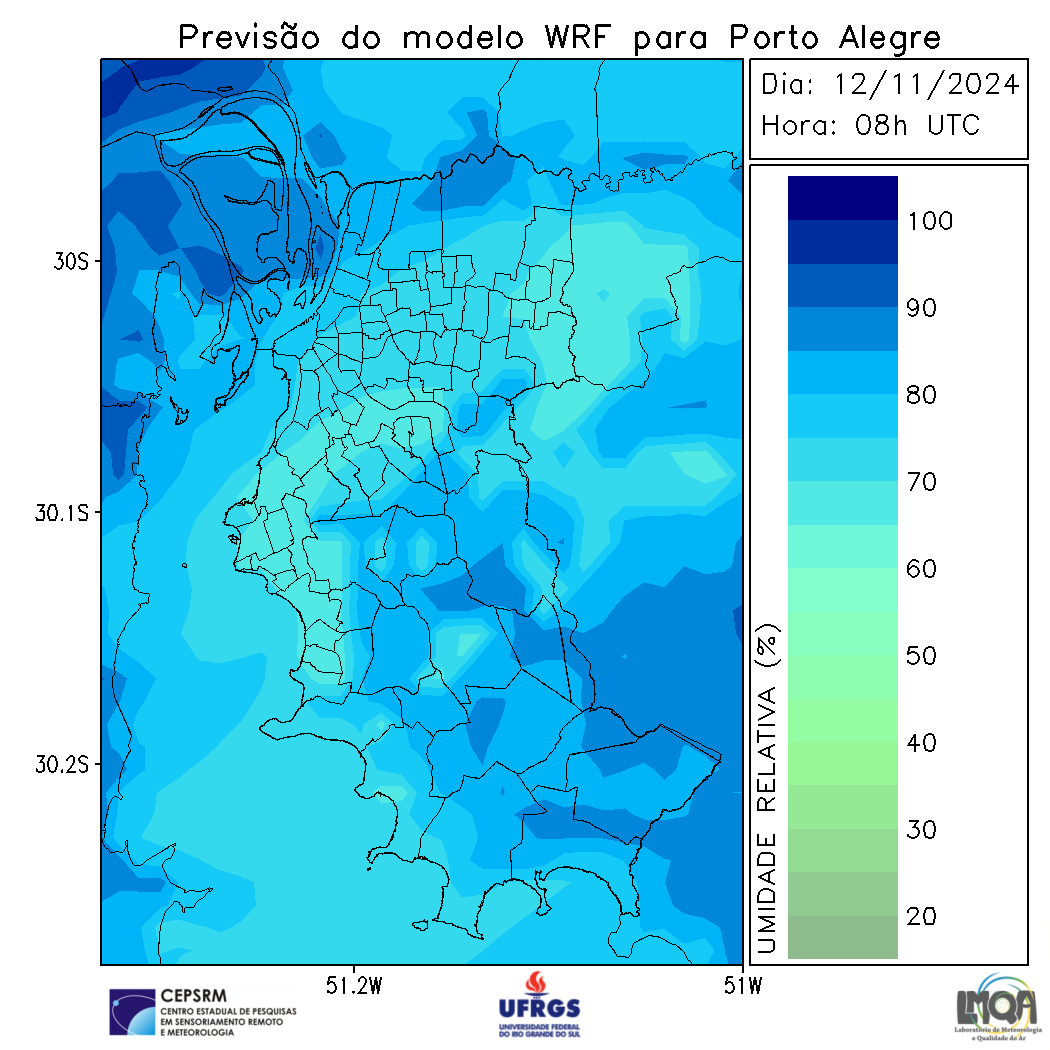 Previsão do modelo WRF para Porto Alegre
Dia: 12/11/2024
Hora: 08h UTC
30S
30.1S
30.2S
51.2W
51W
UMIDADE RELATIVA (%)
100
90
80
70
60
50
40
30
20
CEPSRM
CENTRO ESTADUAL DE PESQUISAS
EM SENSORIAMENTO REMOTO
E METEOROLOGIA
UFRGS
UNIVERSIDADE FEDERAL
DO RIO GRANDE DO SUL
LMQA
Laboratório de Meteorologia
e Qualidade do Ar